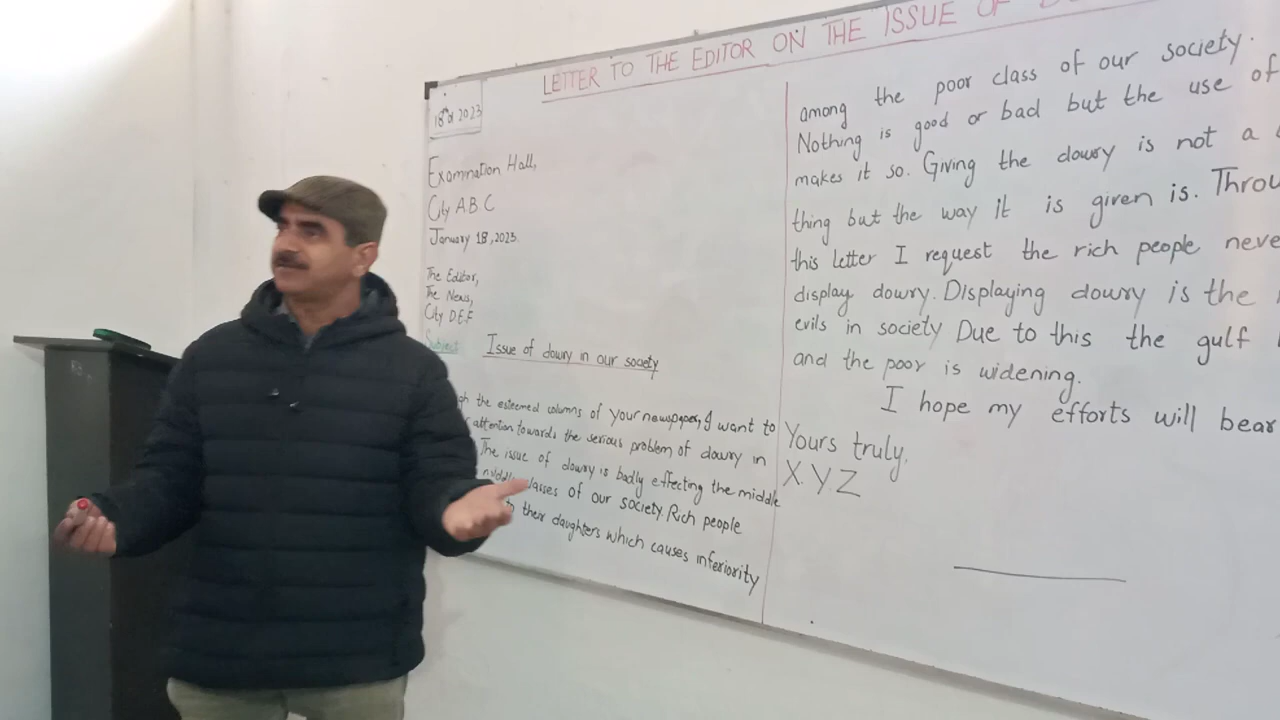 LETTER TO THE EDITOR ON THE ISSUE OF
18th 01 2023
Examination Hall,
City A B C
January 18, 2023.
The Editor,
The News,
City D.E.F
Subject
Issue of dowry in our society
the esteemed columns of your newspaper, I want to
attention towards the serious problem of dowry in
The issue of dowry is badly effecting the middle
classes of our society. Rich people
their daughters which causes inferiority
among the poor class of our society.
Nothing is good or bad but the use of
makes it so. Giving the dowry is not a
thing but the way it is given is. Throu
this letter I request the rich people neve
display dowry. Displaying dowry is the
evils in society Due to this the gulf
and the poor is widening.
I hope my efforts will bear
Yours truly.
X.Y Z